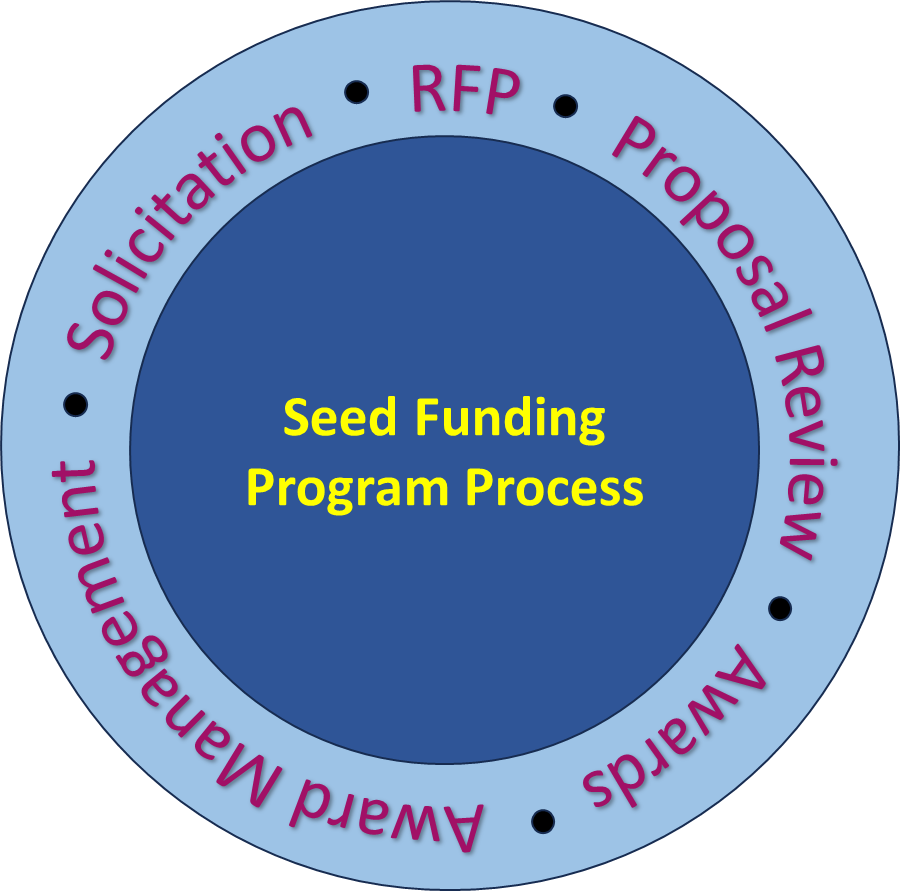 Solicitation
RFP
Proposal Review
Awards
Award Management
Seed Funding
Program Process